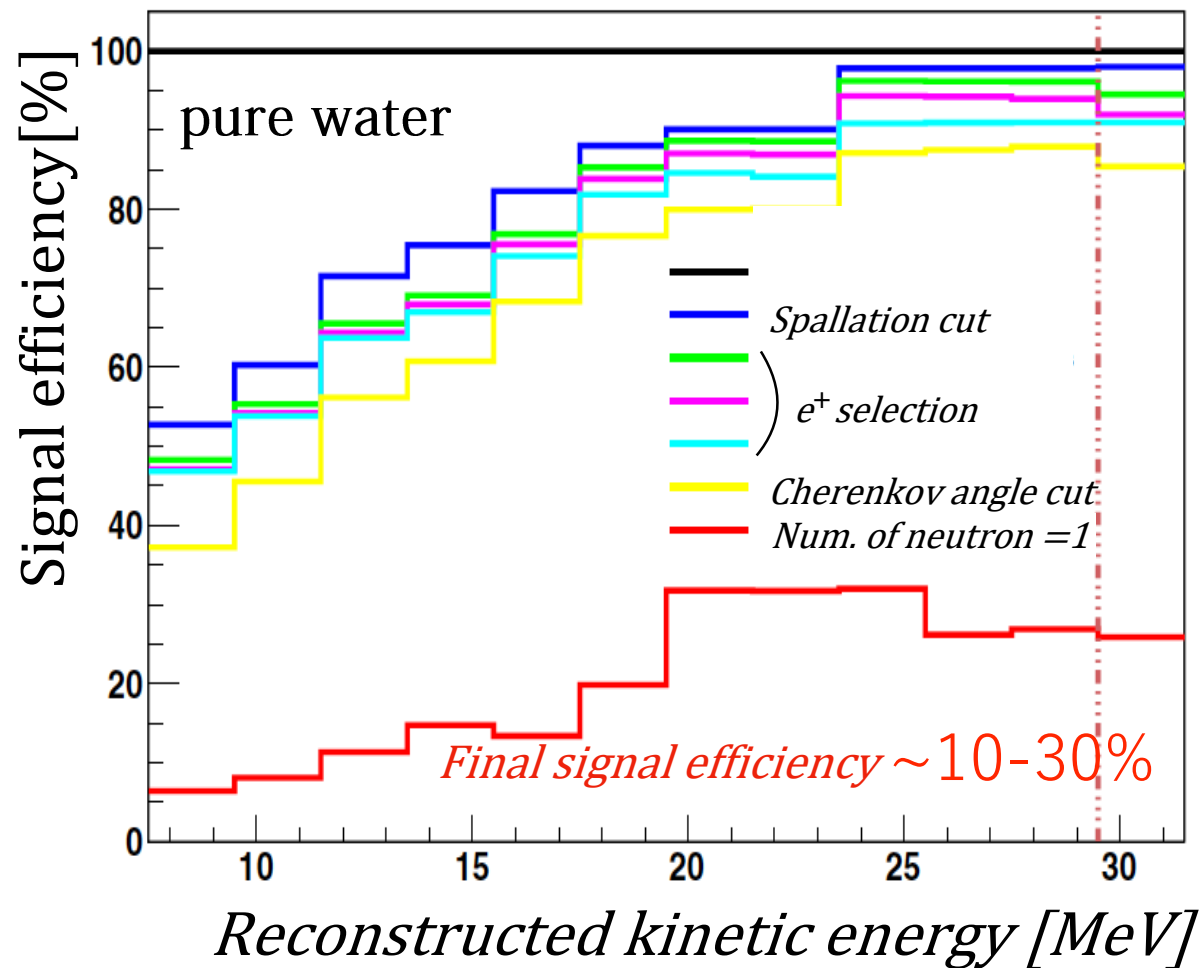 Signal efficiency[%]
100
80
60
40
20
0
pure water
Spallation cut
e⁺ selection
Cherenkov angle cut
Num. of neutron =1
Final signal efficiency ~10-30%
10 15 20 25 30
Reconstructed kinetic energy [MeV]